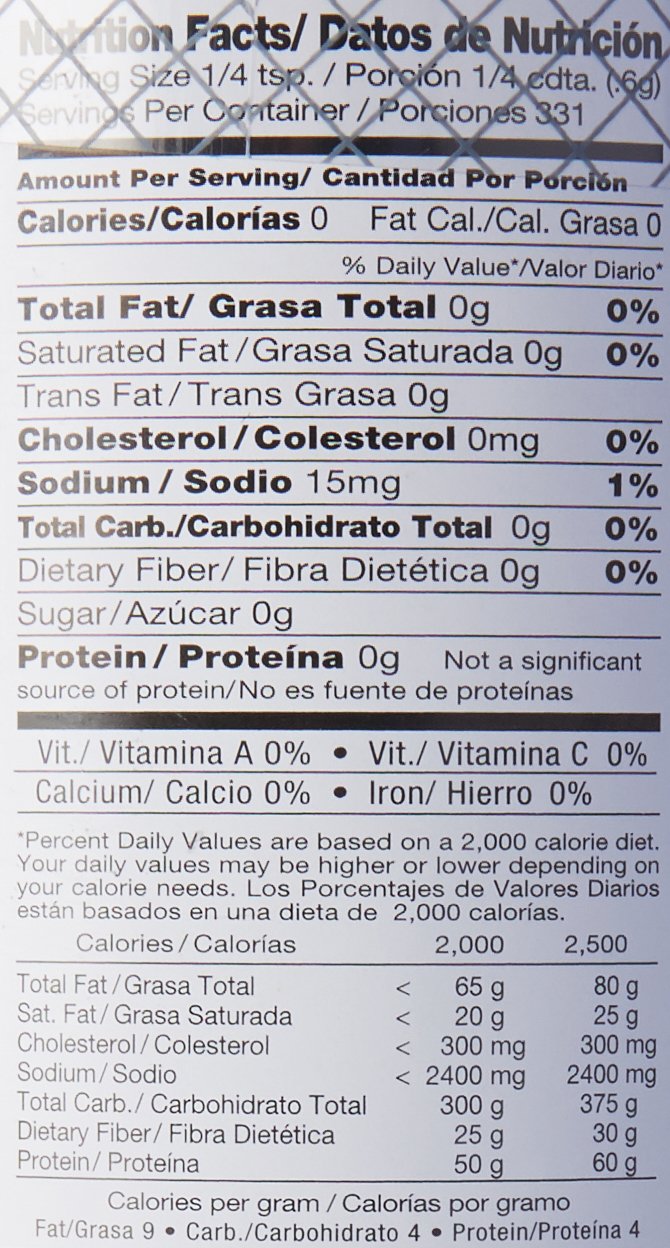 Nutrition Facts/ Datos de Nutrición
Serving Size 1/4 tsp. / Porción 1/4 cdta. (.6g)
Servings Per Container / Porciones 331
Amount Per Serving/ Cantidad Por Porción
Calories/Calorías 0 Fat Cal./Cal. Grasa 0
% Daily Value*/Valor Diario*
Total Fat/ Grasa Total 0g 0%
Saturated Fat/Grasa Saturada 0g 0%
Trans Fat/Trans Grasa 0g
Cholesterol/Colesterol 0mg 0%
Sodium / Sodio 15mg 1%
Total Carb./Carbohidrato Total 0g 0%
Dietary Fiber/ Fibra Dietética 0g 0%
Sugar/Azúcar 0g
Protein/ Proteína 0g Not a significant
source of protein/No es fuente de proteínas
Vit./ Vitamina A 0% • Vit./ Vitamina C 0%
Calcium/ Calcio 0% • Iron/ Hierro 0%
*Percent Daily Values are based on a 2,000 calorie diet.
Your daily values may be higher or lower depending on
your calorie needs. Los Porcentajes de Valores Diarios
están basados en una dieta de 2,000 calorías.
Calories/Calorías 2,000 2,500
Total Fat/Grasa Total < 65 g 80 g
Sat. Fat/Grasa Saturada < 20 g 25 g
Cholesterol/Colesterol < 300 mg 300 mg
Sodium/Sodio < 2400 mg 2400 mg
Total Carb./ Carbohidrato Total 300 g 375 g
Dietary Fiber/ Fibra Dietética 25 g 30 g
Protein/ Proteína 50 g 60 g
Calories per gram / Calorías por gramo
Fat/Grasa 9 • Carb./Carbohidrato 4 • Protein/Proteína 4